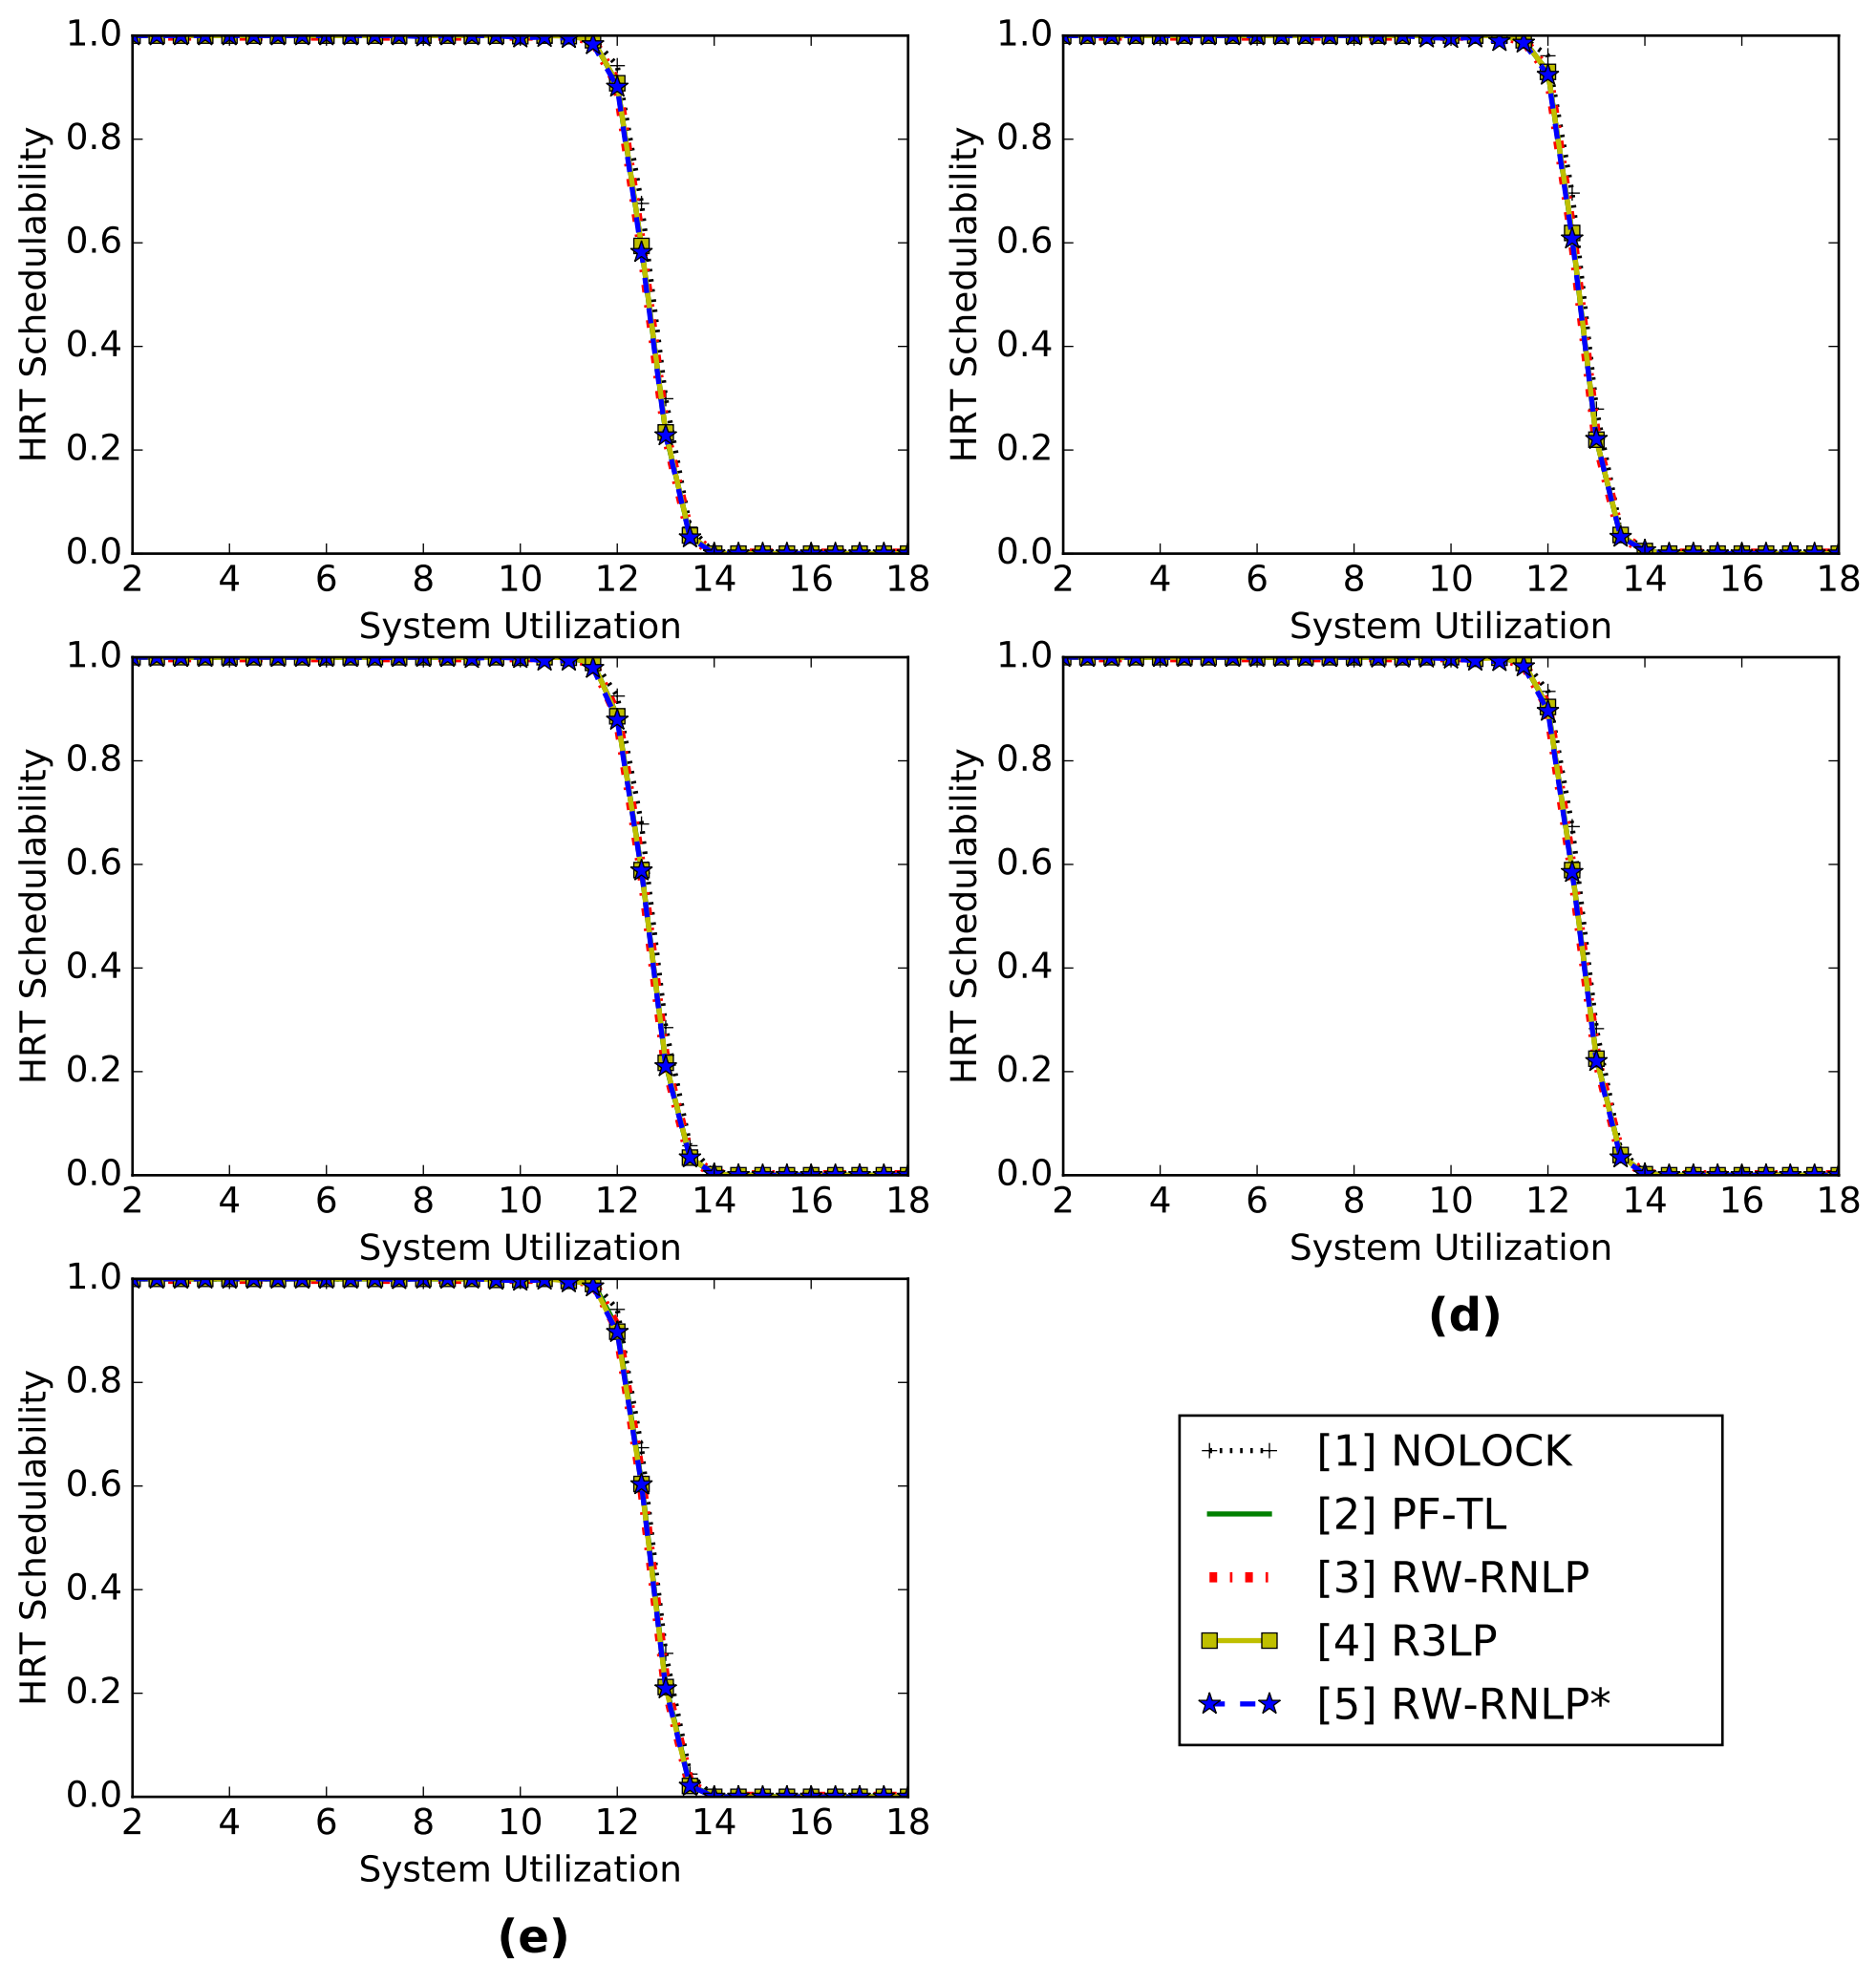 1.0
0.8
0.6
0.4
0.2
0.0
HRT Schedulability
2 4 6 8 10 12 14 16 18
System Utilization
1.0
0.8
0.6
0.4
0.2
0.0
HRT Schedulability
2 4 6 8 10 12 14 16 18
System Utilization
1.0
0.8
0.6
0.4
0.2
0.0
HRT Schedulability
2 4 6 8 10 12 14 16 18
System Utilization
1.0
0.8
0.6
0.4
0.2
0.0
HRT Schedulability
2 4 6 8 10 12 14 16 18
System Utilization
(d)
1.0
0.8
0.6
0.4
0.2
0.0
HRT Schedulability
2 4 6 8 10 12 14 16 18
System Utilization
(e)
[1] NOLOCK
[2] PF-TL
[3] RW-RNLP
[4] R3LP
[5] RW-RNLP*